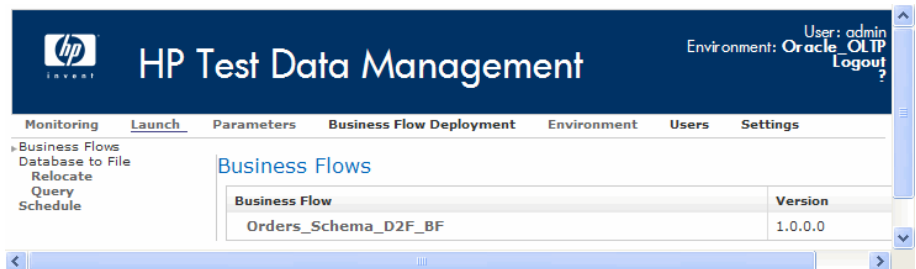 User: admin
Environment: Oracle_OLTP
Logout
?
hp
invent
HP Test Data Management
Monitoring Launch Parameters Business Flow Deployment Environment Users Settings
Business Flows
Database to File
Relocate
Query
Schedule
Business Flows
Business Flow Version
Orders_Schema_D2F_BF 1.0.0.0